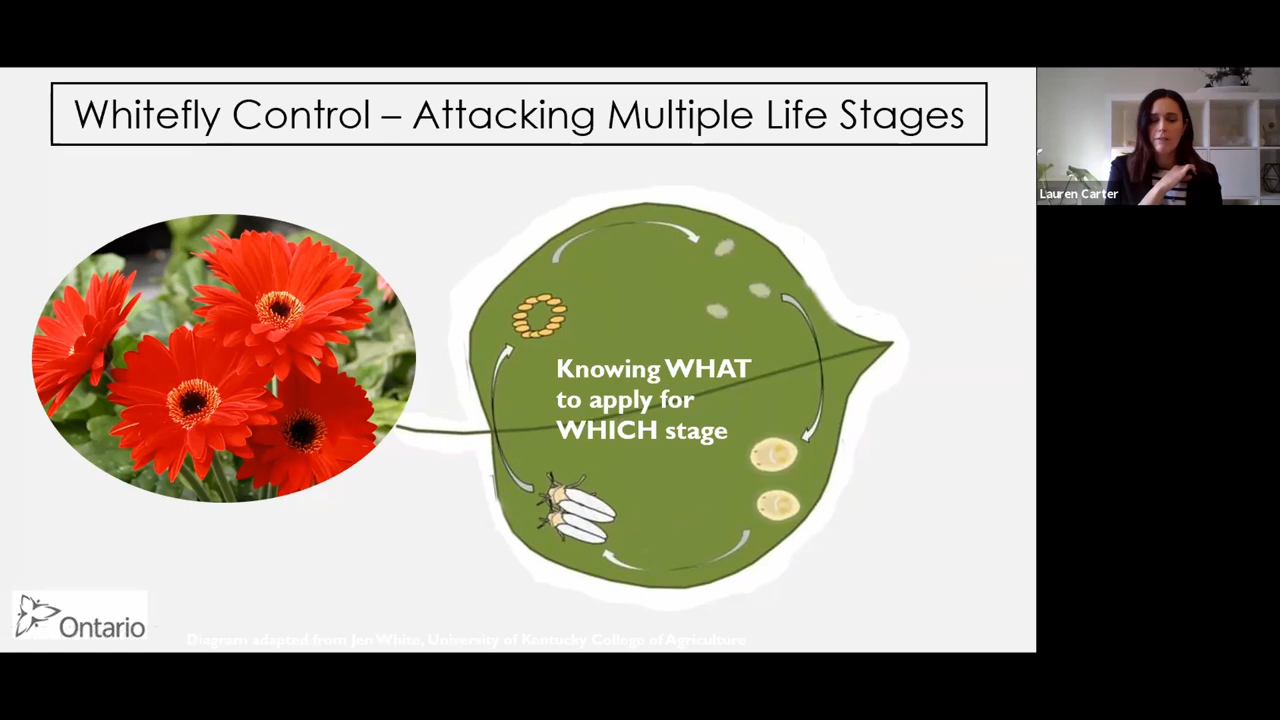 Whitefly Control – Attacking Multiple Life Stages
Lauren Carter
Knowing WHAT
to apply for
WHICH stage
Ontario
Diagram adapted from Jen White, University of Kentucky College of Agriculture